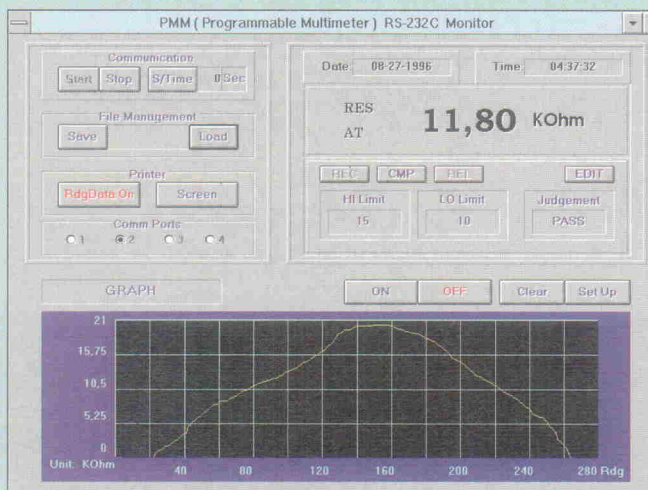 PMM ( Programmable Multimeter ) RS-232C Monitor
Communication
Start Stop S/Time 0 Sec
File Management
Save Load
Printer
RdgData On Screen
Comm Ports
1 2 3 4
Date: 08-27-1996 Time: 04:37:32
RES
AT
11,80 KOhm
REC CMP REL EDIT
HI Limit LO Limit Judgement
15 10 PASS
GRAPH ON OFF Clear Set Up
21
15,75
10,5
5,25
0
Unit: KOhm 40 80 120 160 200 240 280 Rdg